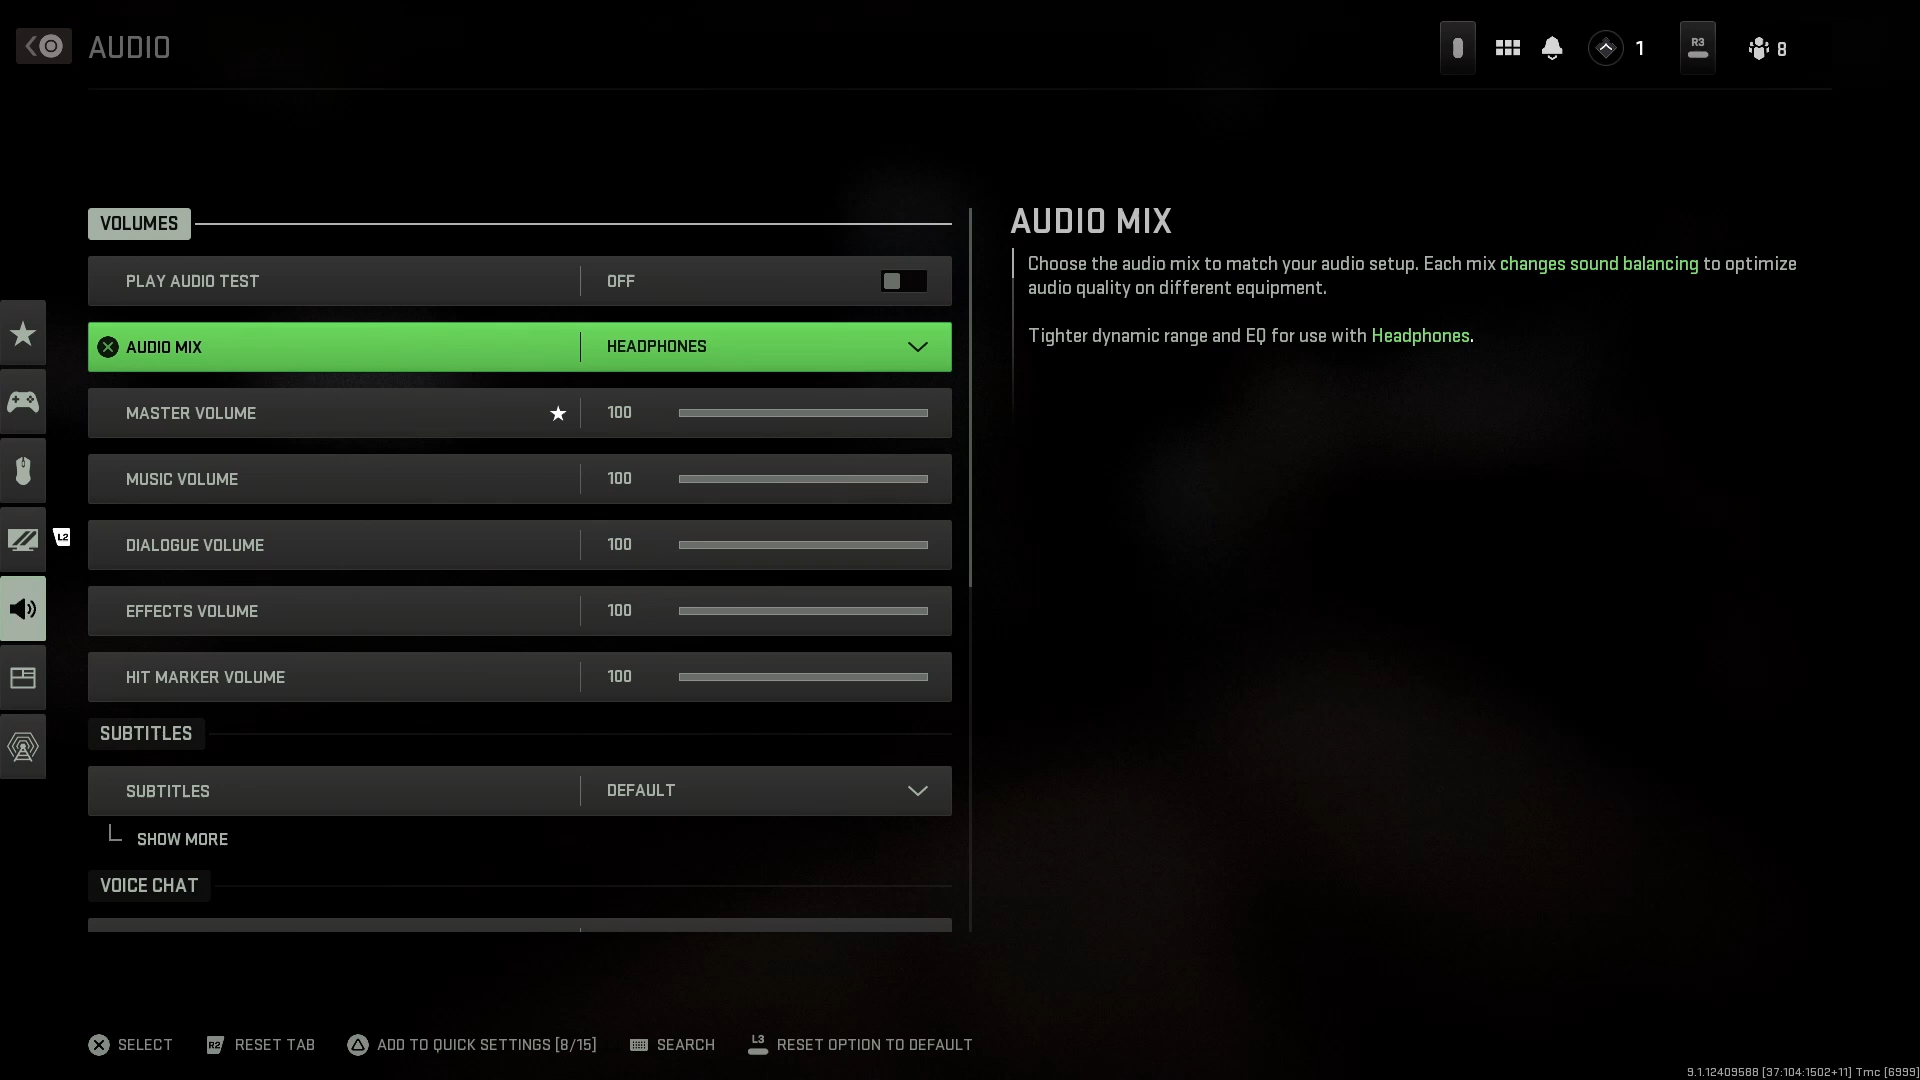 AUDIO
1
R3
8
VOLUMES
PLAY AUDIO TEST
OFF
AUDIO MIX
HEADPHONES
MASTER VOLUME
100
MUSIC VOLUME
100
L2
DIALOGUE VOLUME
100
EFFECTS VOLUME
100
HIT MARKER VOLUME
100
SUBTITLES
SUBTITLES
DEFAULT
SHOW MORE
VOICE CHAT
AUDIO MIX
Choose the audio mix to match your audio setup. Each mix changes sound balancing to optimize
audio quality on different equipment.
Tighter dynamic range and EQ for use with Headphones.
SELECT
R2
RESET TAB
ADD TO QUICK SETTINGS [8/15]
SEARCH
L3
RESET OPTION TO DEFAULT
9.1.12409588 [37:104:1502+11] Tmc [6999]